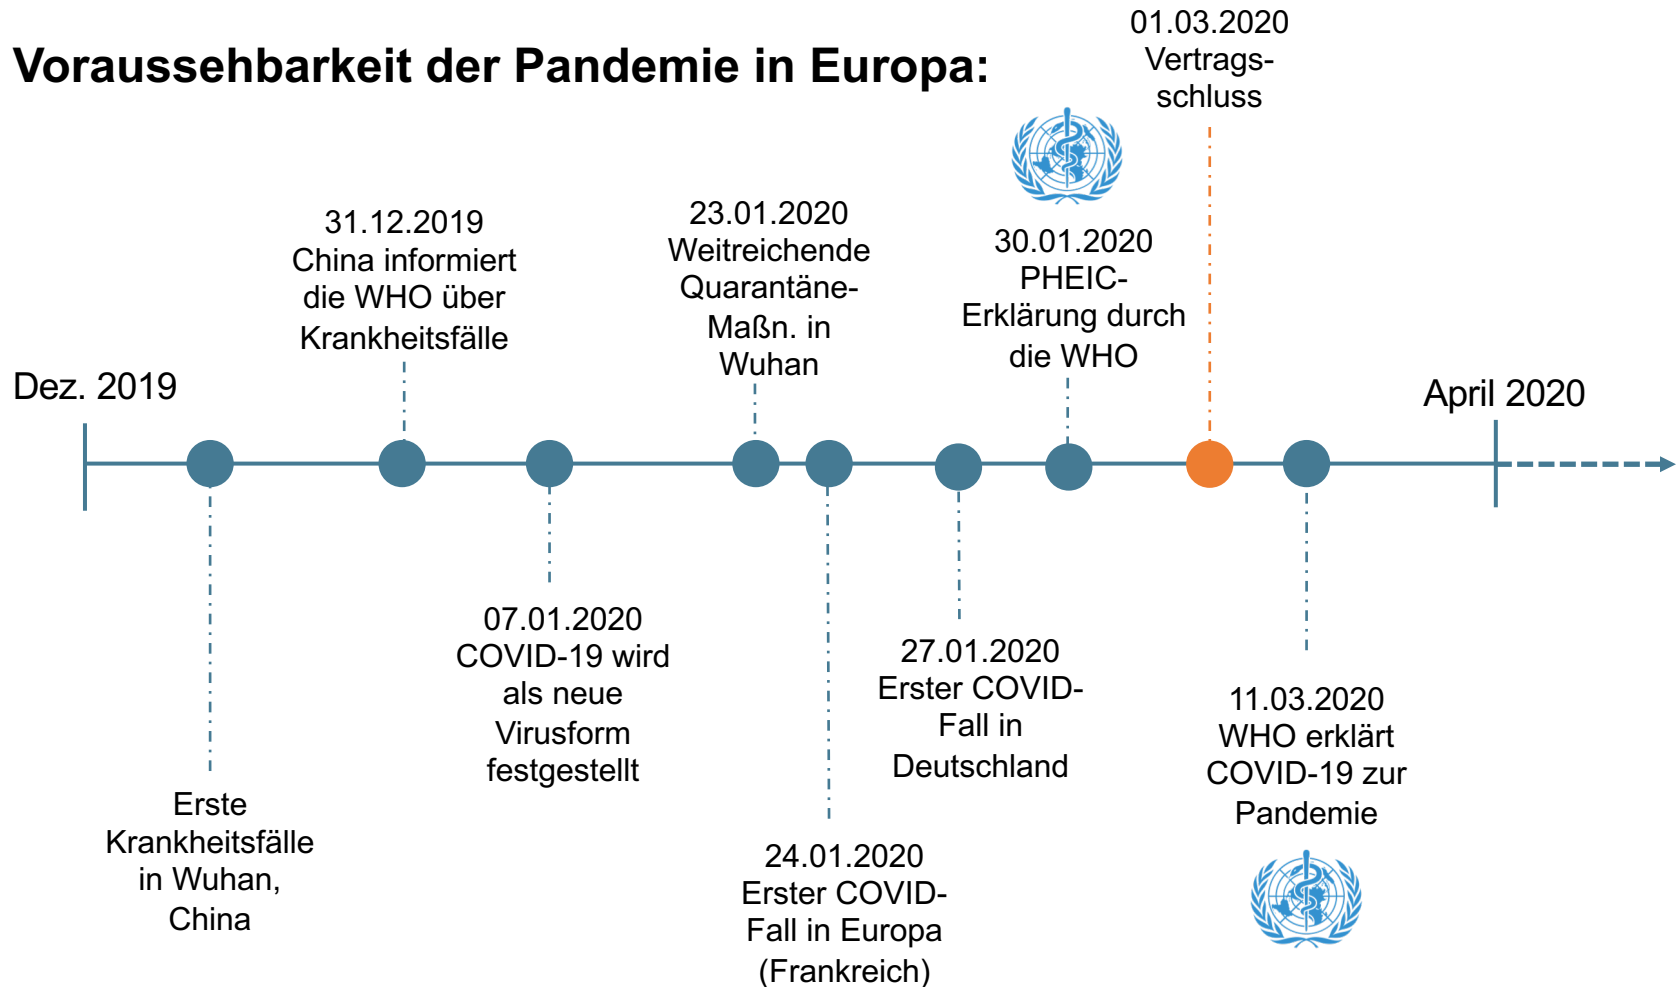 Voraussehbarkeit der Pandemie in Europa:
01.03.2020
Vertrags-
schluss
31.12.2019
China informiert
die WHO über
Krankheitsfälle
23.01.2020
Weitreichende
Quarantäne-
Maßn. in
Wuhan
30.01.2020
PHEIC-
Erklärung durch
die WHO
Dez. 2019
April 2020
Erste
Krankheitsfälle
in Wuhan,
China
07.01.2020
COVID-19 wird
als neue
Virusform
festgestellt
24.01.2020
Erster COVID-
Fall in Europa
(Frankreich)
27.01.2020
Erster COVID-
Fall in
Deutschland
11.03.2020
WHO erklärt
COVID-19 zur
Pandemie